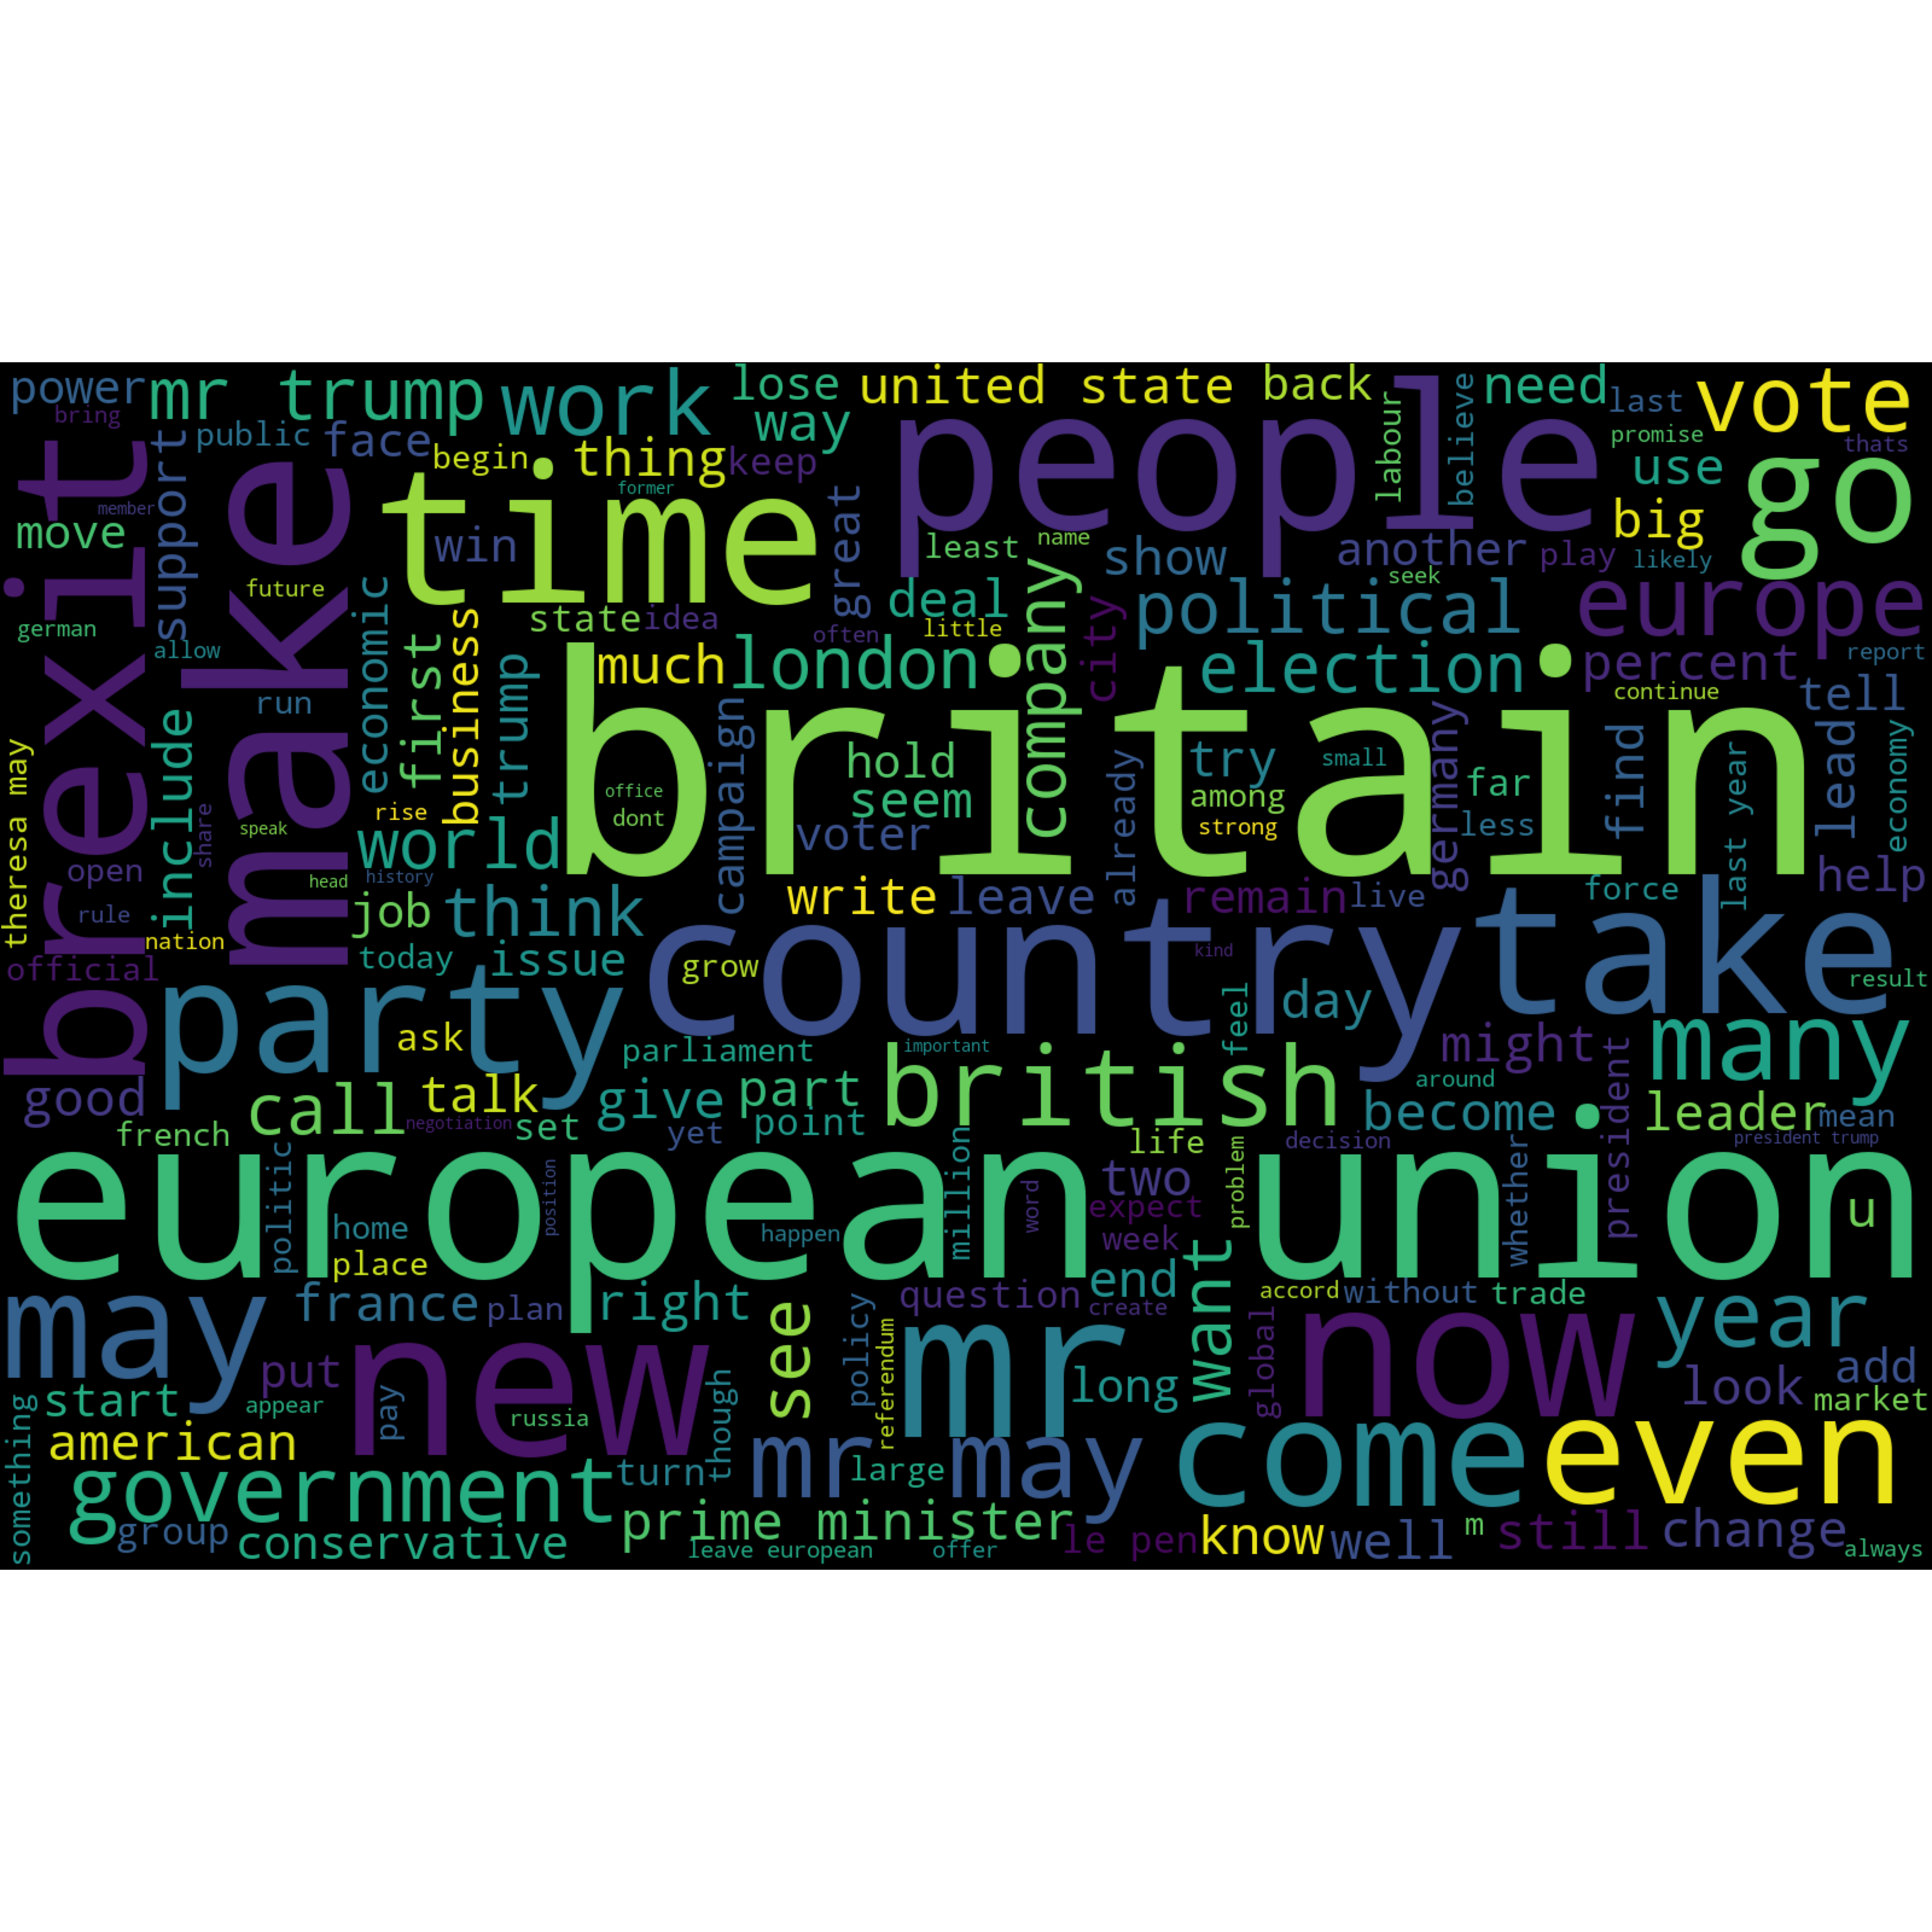 power
mr trump
work
lose
united state
back
need
last
vote
bring
public
face
way
people
labour
believe
promise
thats
begin
thing
keep
use
go
brexit
support
make
time
former
member
move
win
great
least
name
show
another
play
big
likely
seek
future
economic
state
idea
deal
company
city
political
europe
german
allow
first
business
often
little
much
london
election
percent
report
run
trump
britain
continue
tell
theresa may
include
campaign
hold
already
try
small
germany
far
find
last year
lead
economy
office
dont
seem
among
strong
less
rise
share
speak
world
voter
open
head
history
job
think
write
leave
remain
live
force
help
rule
nation
official
today
issue
grow
country
kind
take
result
party
ask
parliament
important
day
feel
might
many
good
call
talk
give
part
british
around
president
become
leader
mean
french
negotiation
set
yet
point
life
decision
president trump
european union
politic
position
million
word
two
expect
problem
whether
u
home
place
happen
week
may
france
plan
right
see
policy
question
end
create
want
accord
without
trade
global
year
new
put
start
appear
pay
russia
though
referendum
mr
long
now
look
add
market
something
american
government
turn
mr may
large
come
even
group
conservative
prime minister
leave european
offer
le pen
know
well
m
still
change
always